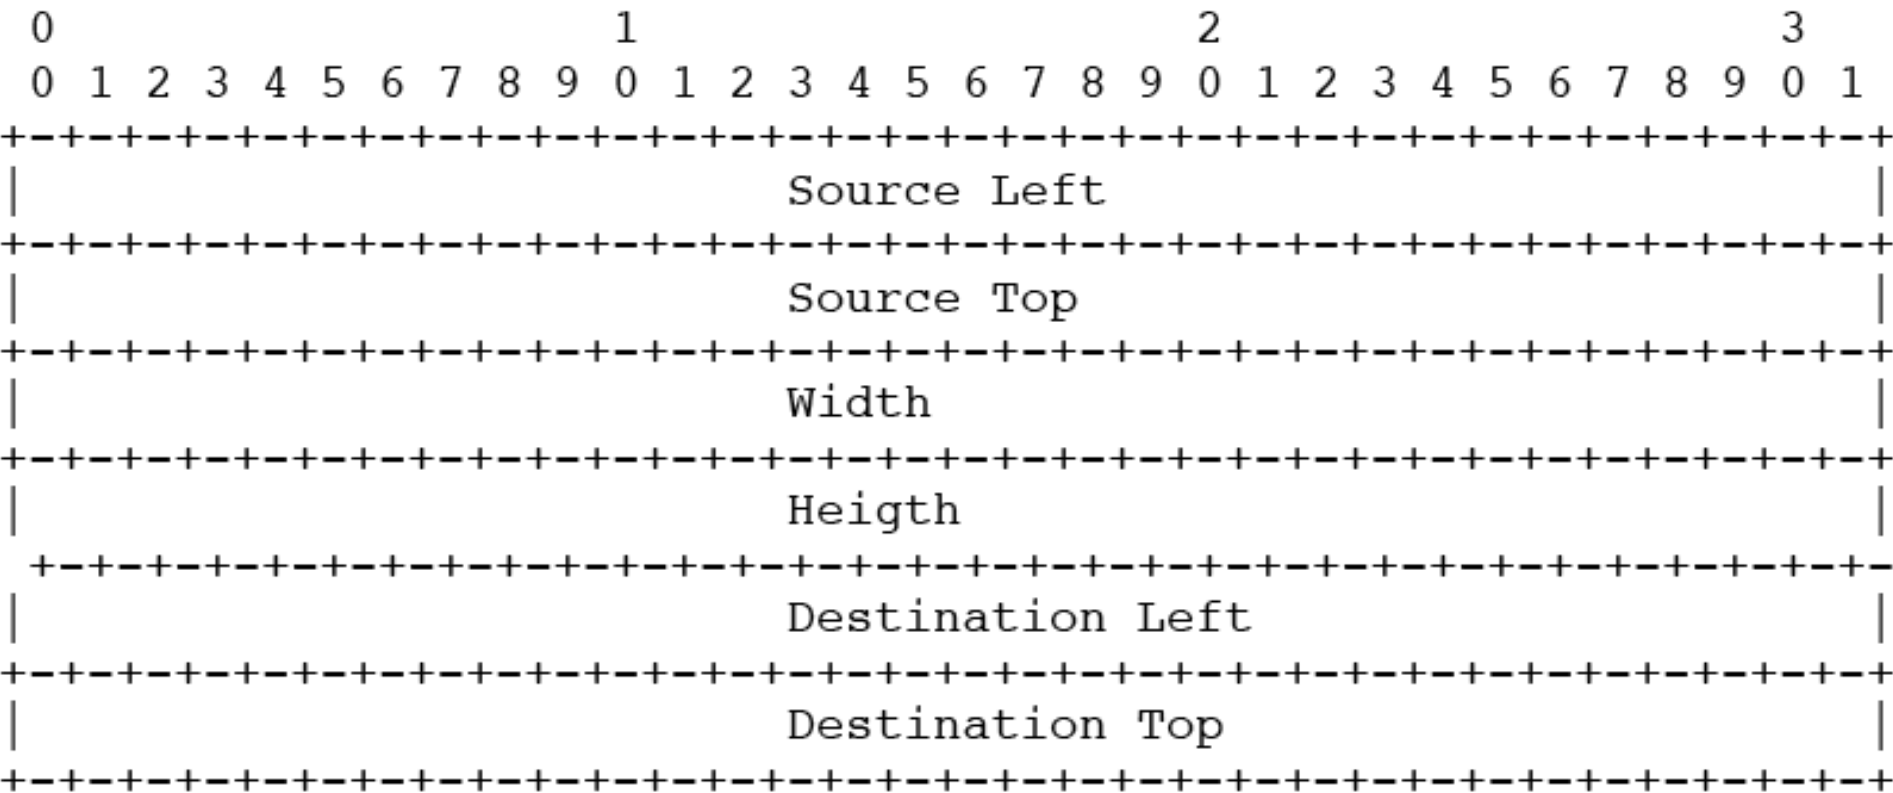 0                   1                   2                   3
 0 1 2 3 4 5 6 7 8 9 0 1 2 3 4 5 6 7 8 9 0 1 2 3 4 5 6 7 8 9 0 1
+-+-+-+-+-+-+-+-+-+-+-+-+-+-+-+-+-+-+-+-+-+-+-+-+-+-+-+-+-+-+-+-+
|                          Source Left                          |
+-+-+-+-+-+-+-+-+-+-+-+-+-+-+-+-+-+-+-+-+-+-+-+-+-+-+-+-+-+-+-+-+
|                          Source Top                           |
+-+-+-+-+-+-+-+-+-+-+-+-+-+-+-+-+-+-+-+-+-+-+-+-+-+-+-+-+-+-+-+-+
|                          Width                                |
+-+-+-+-+-+-+-+-+-+-+-+-+-+-+-+-+-+-+-+-+-+-+-+-+-+-+-+-+-+-+-+-+
|                          Heigth                               |
 +-+-+-+-+-+-+-+-+-+-+-+-+-+-+-+-+-+-+-+-+-+-+-+-+-+-+-+-+-+-+-+-
|                          Destination Left                     |
+-+-+-+-+-+-+-+-+-+-+-+-+-+-+-+-+-+-+-+-+-+-+-+-+-+-+-+-+-+-+-+-+
|                          Destination Top                      |
+-+-+-+-+-+-+-+-+-+-+-+-+-+-+-+-+-+-+-+-+-+-+-+-+-+-+-+-+-+-+-+-+